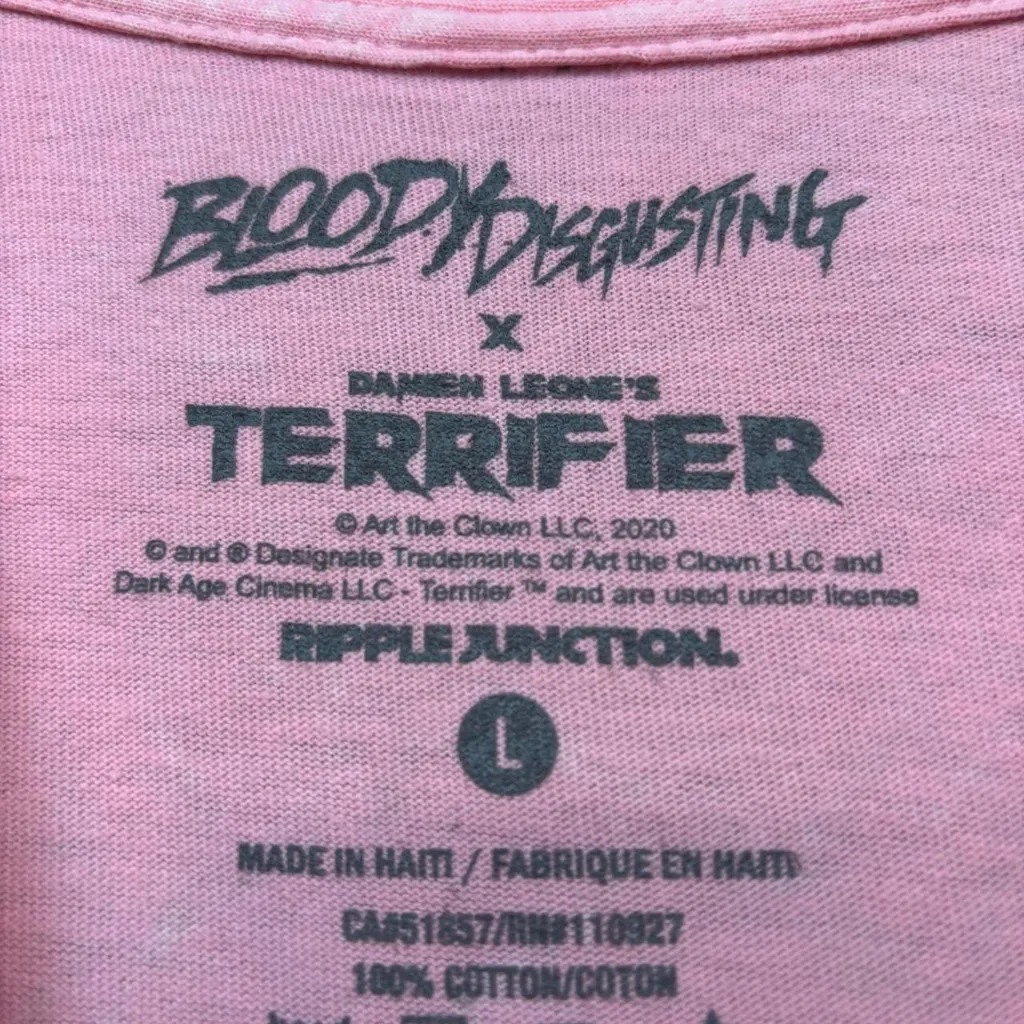 BLOODY DISGUSTING
X
DAMIEN LEONE'S
TERRIFIER
© Art the Clown LLC, 2020
© and ® Designate Trademarks of Art the Clown LLC and
Dark Age Cinema LLC - Terrifier ™ and are used under license
RIPPLE JUNCTION.
L
MADE IN HAITI / FABRIQUE EN HAITI
CA#51857/RN#110927
100% COTTON/COTON